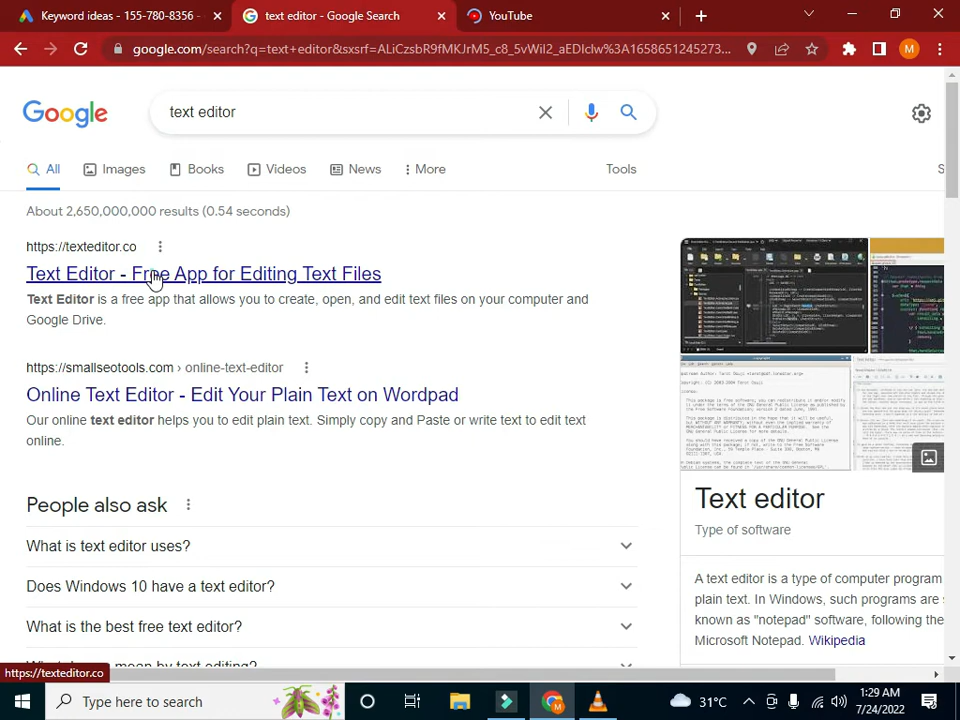 Keyword ideas - 155-780-8356 -
text editor - Google Search
YouTube
google.com/search?q=text+editor&sxsrf=ALiCzsbR9fMKJrM5_c8_5vWiI2_aEDIclw%3A1658651245273...
M
Google
text editor
All
Images
Books
Videos
News
More
Tools
S
About 2,650,000,000 results (0.54 seconds)
https://texteditor.co
Text Editor - Free App for Editing Text Files
Text Editor is a free app that allows you to create, open, and edit text files on your computer and
Google Drive.
https://smallseotools.com › online-text-editor
Online Text Editor - Edit Your Plain Text on Wordpad
Our online text editor helps you to edit plain text. Simply copy and Paste or write text to edit text
online.
People also ask
What is text editor uses?
Does Windows 10 have a text editor?
What is the best free text editor?
mean by text editing?
Text editor
Type of software
A text editor is a type of computer program
plain text. In Windows, such programs are
known as "notepad" software, following the
Microsoft Notepad. Wikipedia
https://texteditor.co
Type here to search
M
31°C
1:29 AM
7/24/2022